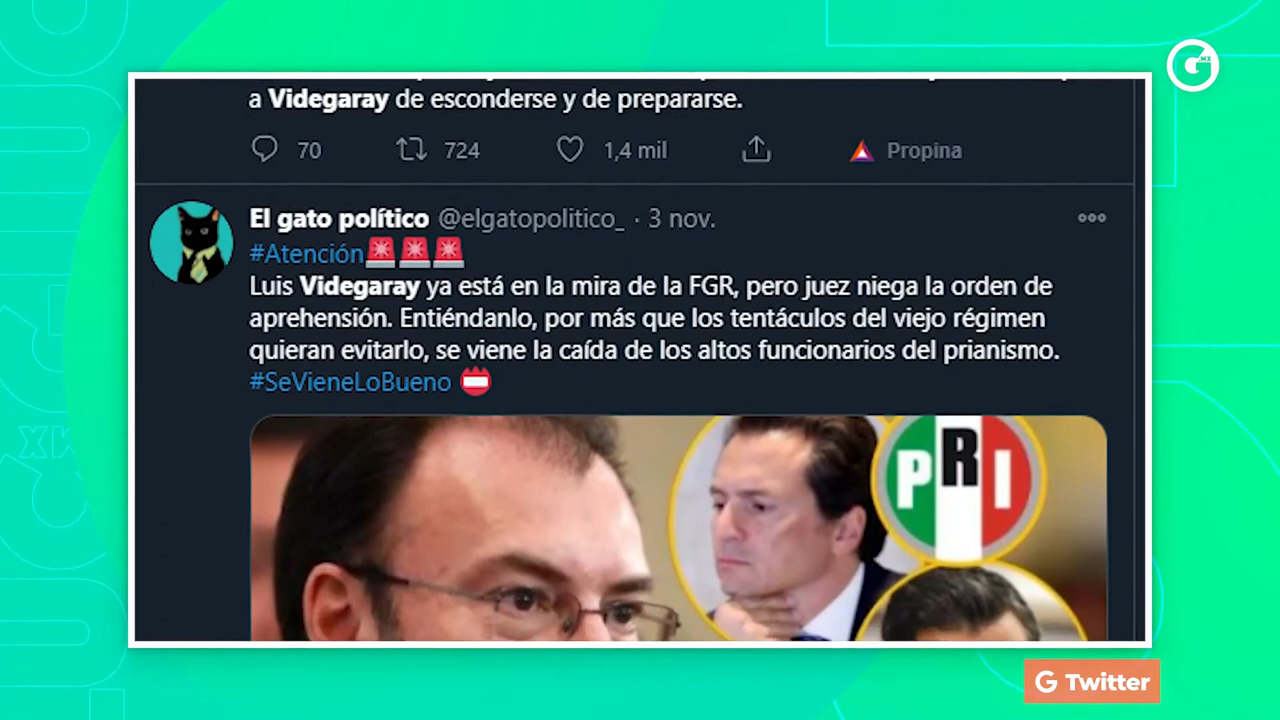 a Videgaray de esconderse y de prepararse.
70 724 1,4 mil Propina
El gato político @elgatopolitico_ · 3 nov.
#Atención
Luis Videgaray ya está en la mira de la FGR, pero juez niega la orden de
aprehensión. Entiéndanlo, por más que los tentáculos del viejo régimen
quieran evitarlo, se viene la caída de los altos funcionarios del prianismo.
#SeVieneLoBueno
PRI
G Twitter
G MX